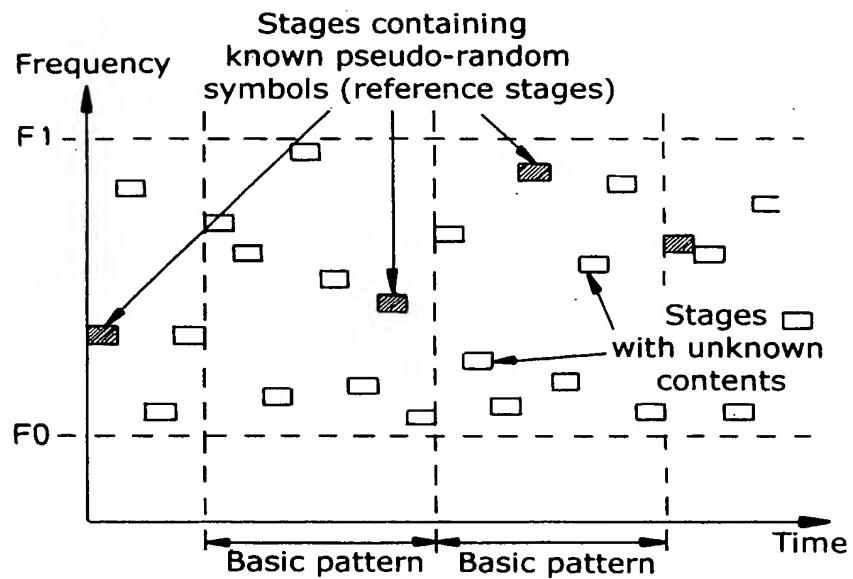 Stages containing
known pseudo-random
symbols (reference stages)
Frequency
F1
Stages
with unknown
contents
F0
Time
Basic pattern
Basic pattern